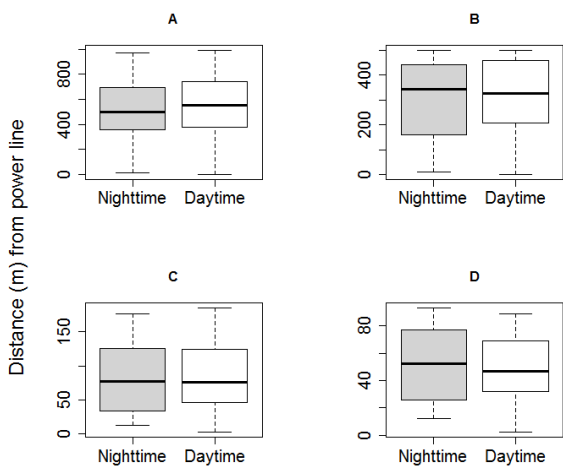 A
B
Distance (m) from power line
0 400 800
Nighttime Daytime
0 200 400
Nighttime Daytime
C
D
0 50 150
Nighttime Daytime
0 40 80
Nighttime Daytime